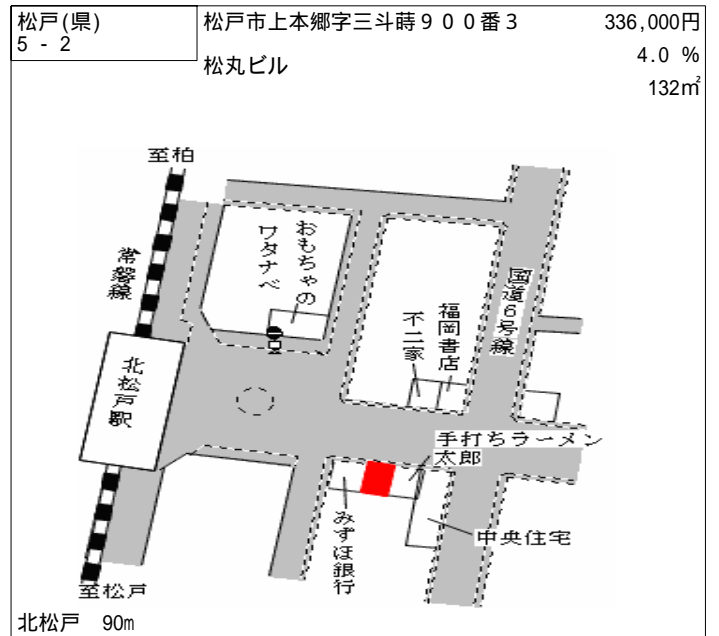 松戸(県)
5 - 2
松戸市上本郷字三斗蒔９００番３
336,000円
松丸ビル
4.0 %
132㎡
至柏
常磐線
おもちゃの
ワタナベ
国道6号線
福岡書店
不二家
北松戸駅
手打ちラーメン
太郎
みずほ銀行
中央住宅
至松戸
北松戸 90m